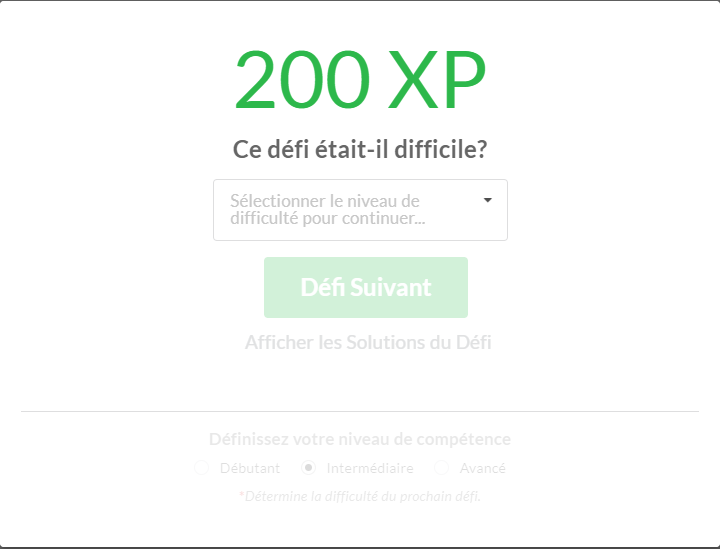 200 XP
Ce défi était-il difficile?
Sélectionner le niveau de
difficulté pour continuer...
Défi Suivant
Afficher les Solutions du Défi
Définissez votre niveau de compétence
Débutant Intermédiaire Avancé
*Détermine la difficulté du prochain défi.